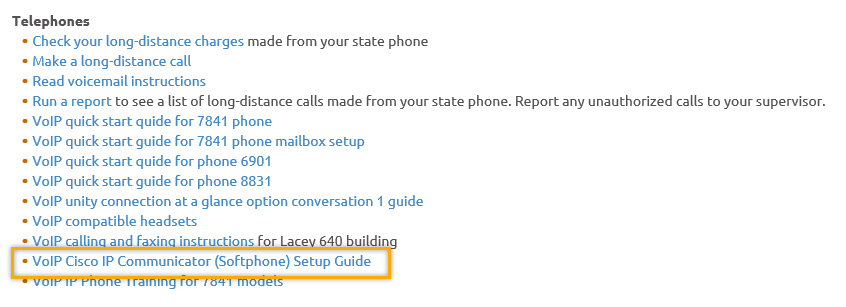 Telephones
• Check your long-distance charges made from your state phone
• Make a long-distance call
• Read voicemail instructions
• Run a report to see a list of long-distance calls made from your state phone. Report any unauthorized calls to your supervisor.
• VoIP quick start guide for 7841 phone
• VoIP quick start guide for 7841 phone mailbox setup
• VoIP quick start guide for phone 6901
• VoIP quick start guide for phone 8831
• VoIP unity connection at a glance option conversation 1 guide
• VoIP compatible headsets
• VoIP calling and faxing instructions for Lacey 640 building
• VoIP Cisco IP Communicator (Softphone) Setup Guide
• VoIP IP Phone Training for 7841 models